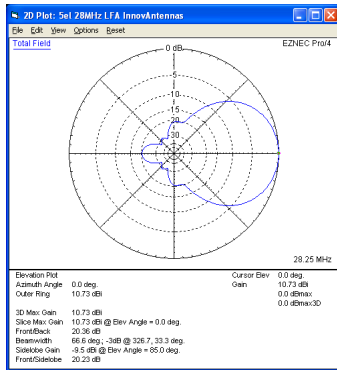 2D Plot: 5el 28MHz LFA InnovAntennas
File Edit View Options Reset
Total Field
EZNEC Pro/4
0 dB
-5
-10
-15
-20
-30
28.25 MHz
Elevation Plot
Azimuth Angle 0.0 deg.
Outer Ring 10.73 dBi
Cursor Elev 0.0 deg.
Gain 10.73 dBi
0.0 dBmax
0.0 dBmax3D
3D Max Gain 10.73 dBi
Slice Max Gain 10.73 dBi @ Elev Angle = 0.0 deg.
Front/Back 20.36 dB
Beamwidth 66.6 deg.; -3dB @ 326.7, 33.3 deg.
Sidelobe Gain -9.5 dBi @ Elev Angle = 85.0 deg.
Front/Sidelobe 20.23 dB